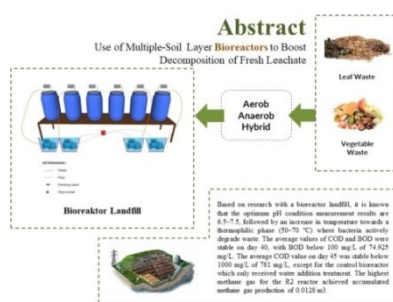 Abstract
Use of Multiple-Soil Layer Bioreactors to Boost
Decomposition of Fresh Leachate
Aerob
Anaerob
Hybrid
Leaf Waste
Vegetable
Waste
Bioreaktor Landfill
Based on research with a bioreactor landfill, it is known
that the optimum pH condition measurement results are
6.5–7.5, followed by an increase in temperature towards a
thermophilic phase (50–70 °C) where bacteria actively
degrade waste. The average values of COD and BOD were
stable on day 40, with BOD below 100 mg/L of 74.925
mg/L. The average COD value on day 45 was stable below
1000 mg/L of 781 mg/L, except for the control bioreactor
which only received water addition treatment. The highest
methane gas for the R2 reactor achieved accumulated
methane gas production of 0.0128 m3.